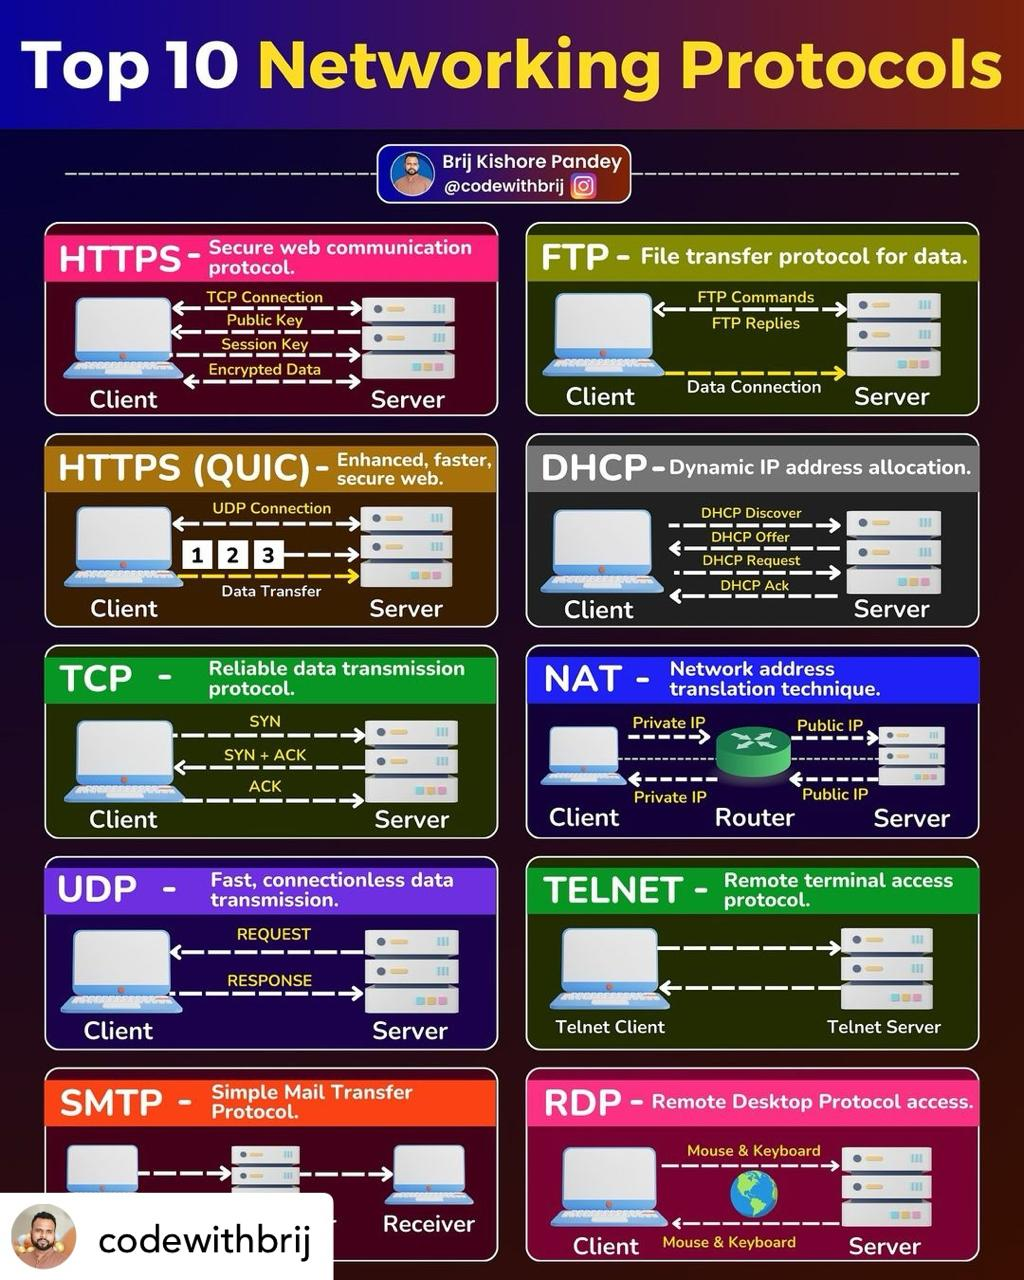 Top 10 Networking Protocols
Brij Kishore Pandey
@codewithbrij
HTTPS - Secure web communication
protocol.
TCP Connection
Public Key
Session Key
Encrypted Data
Client Server
FTP - File transfer protocol for data.
FTP Commands
FTP Replies
Data Connection
Client Server
HTTPS (QUIC) - Enhanced, faster,
secure web.
UDP Connection
1 2 3
Data Transfer
Client Server
DHCP - Dynamic IP address allocation.
DHCP Discover
DHCP Offer
DHCP Request
DHCP Ack
Client Server
TCP - Reliable data transmission
protocol.
SYN
SYN + ACK
ACK
Client Server
NAT - Network address
translation technique.
Private IP Public IP
Private IP Public IP
Client Router Server
UDP - Fast, connectionless data
transmission.
REQUEST
RESPONSE
Client Server
TELNET - Remote terminal access
protocol.
Telnet Client Telnet Server
SMTP - Simple Mail Transfer
Protocol.
Receiver
RDP - Remote Desktop Protocol access.
Mouse & Keyboard
Mouse & Keyboard
Client Server
codewithbrij